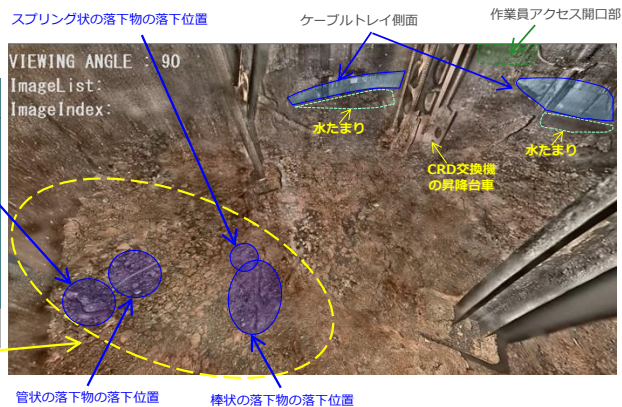 スプリング状の落下物の落下位置
ケーブルトレイ側面
作業員アクセス開口部
VIEWING ANGLE : 90
ImageList:
ImageIndex:
水たまり
水たまり
CRD交換機
の昇降台車
管状の落下物の落下位置
棒状の落下物の落下位置